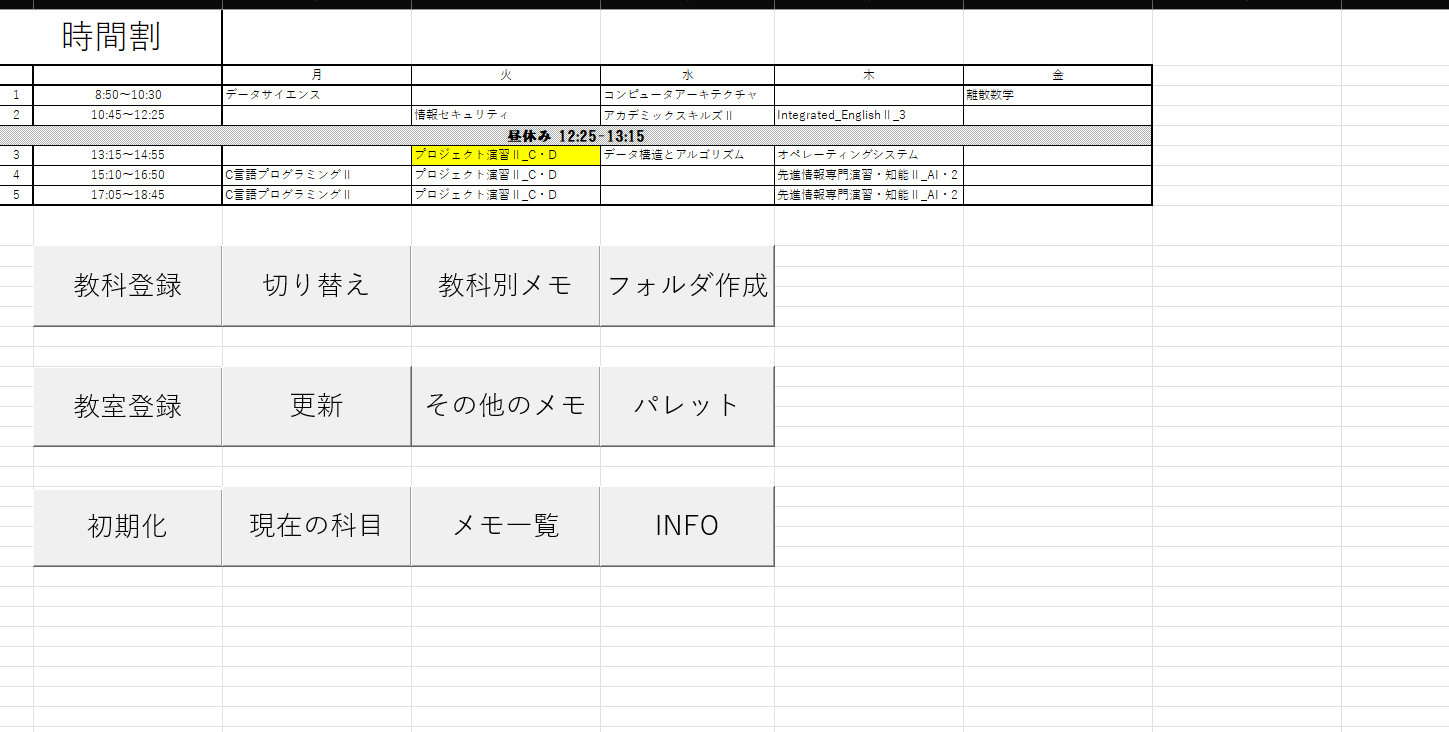 時間割
月 火 水 木 金
1 8:50～10:30 データサイエンス コンピュータアーキテクチャ 離散数学
2 10:45～12:25 情報セキュリティ アカデミックスキルズⅡ Integrated_EnglishⅡ_3
昼休み 12:25-13:15
3 13:15～14:55 プロジェクト演習Ⅱ_C・D データ構造とアルゴリズム オペレーティングシステム
4 15:10～16:50 C言語プログラミングⅡ プロジェクト演習Ⅱ_C・D 先進情報専門演習・知能Ⅱ_AI・2
5 17:05～18:45 C言語プログラミングⅡ プロジェクト演習Ⅱ_C・D 先進情報専門演習・知能Ⅱ_AI・2
教科登録 切り替え 教科別メモ フォルダ作成
教室登録 更新 その他のメモ パレット
初期化 現在の科目 メモ一覧 INFO